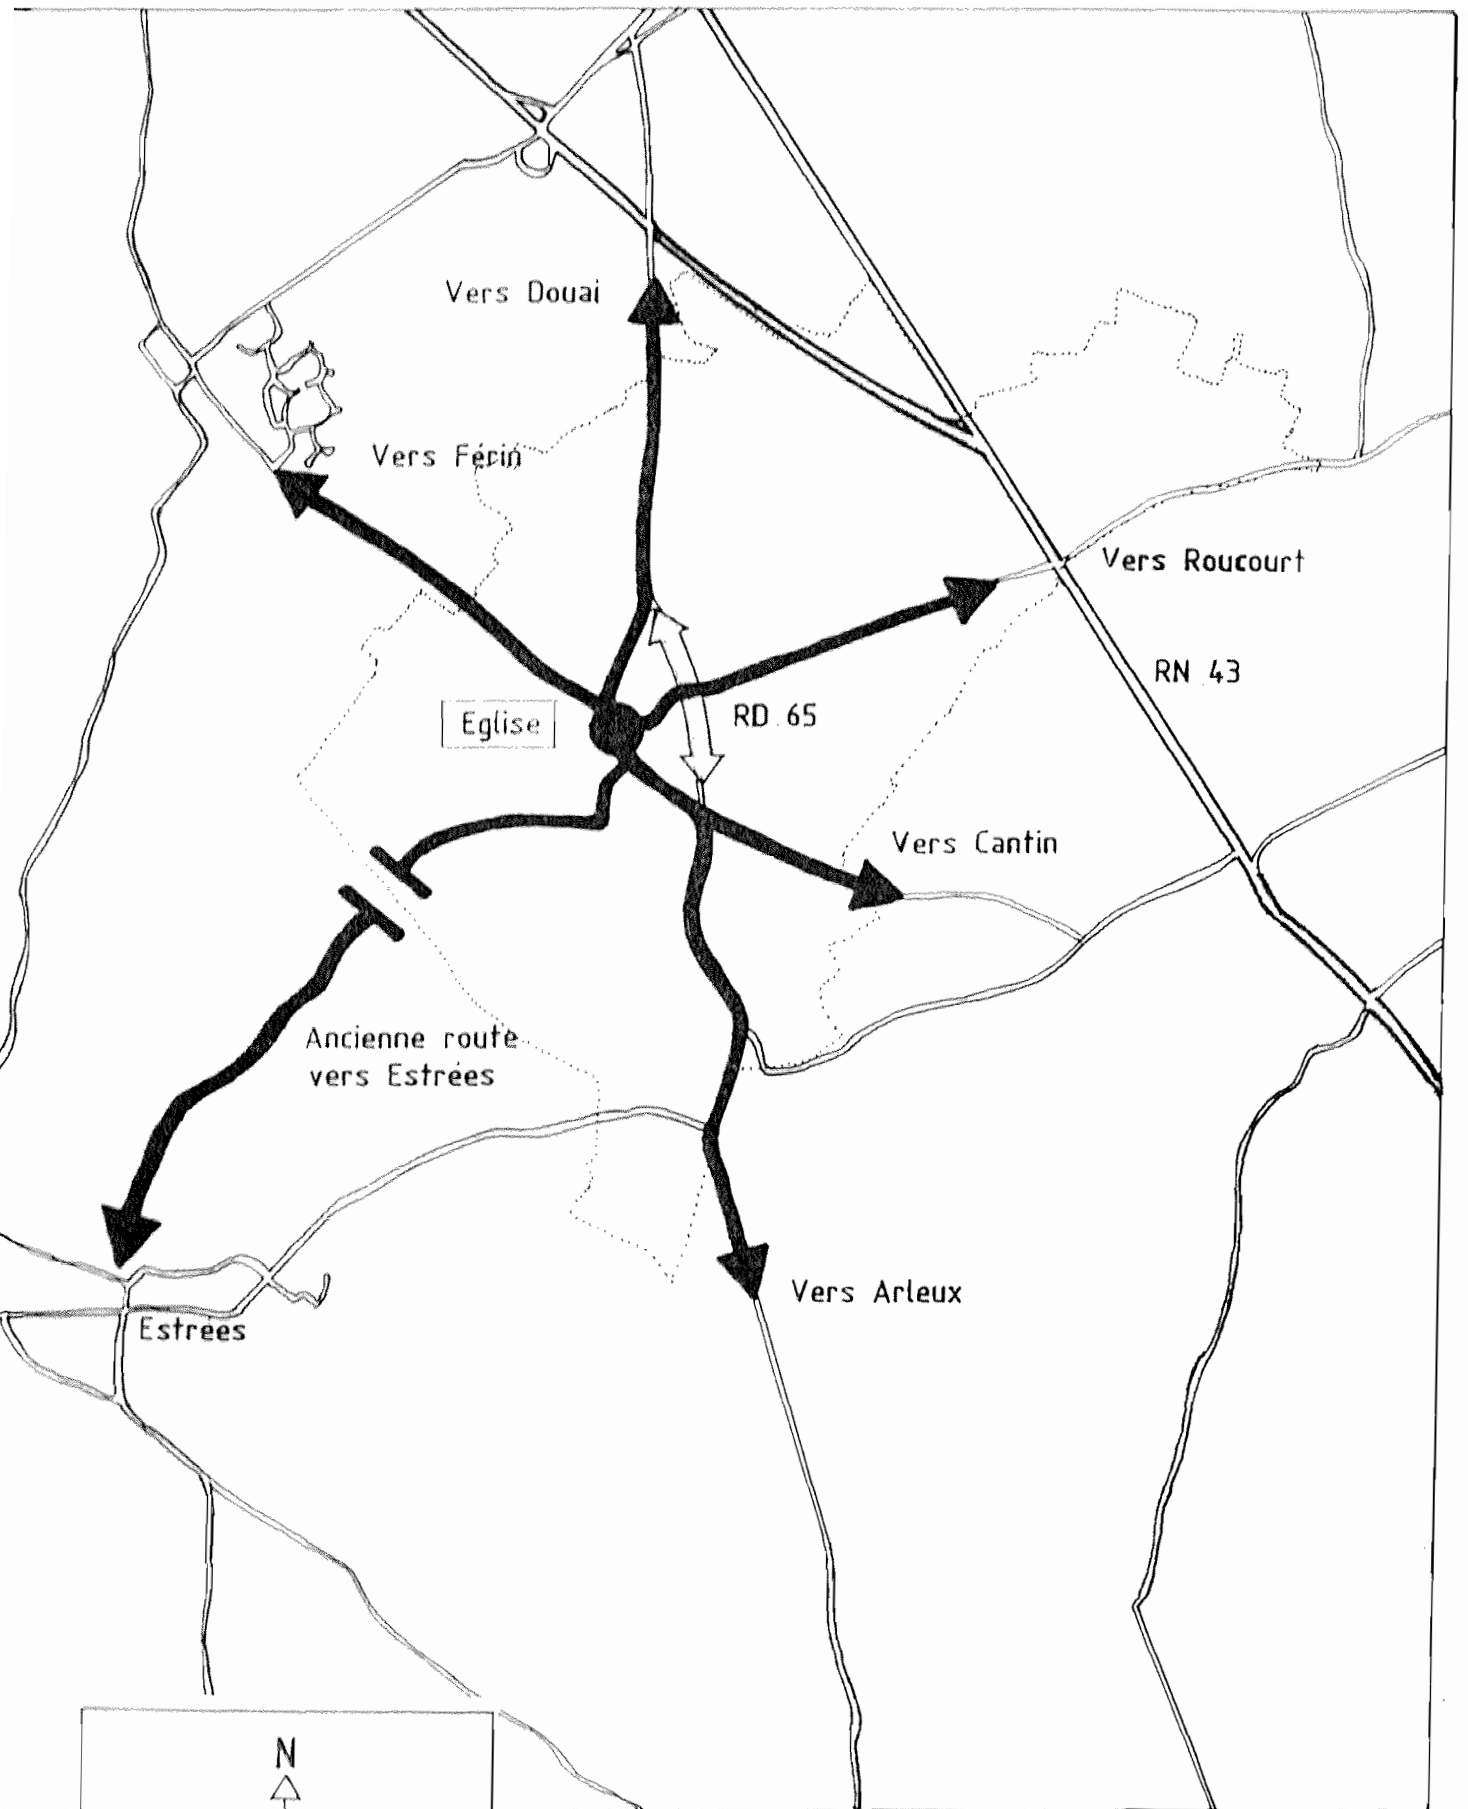 Vers Douai
Vers Férin
Vers Roucourt
RN 43
Eglise
RD 65
Vers Cantin
Ancienne route
vers Estrées
Vers Arleux
Estrées
N